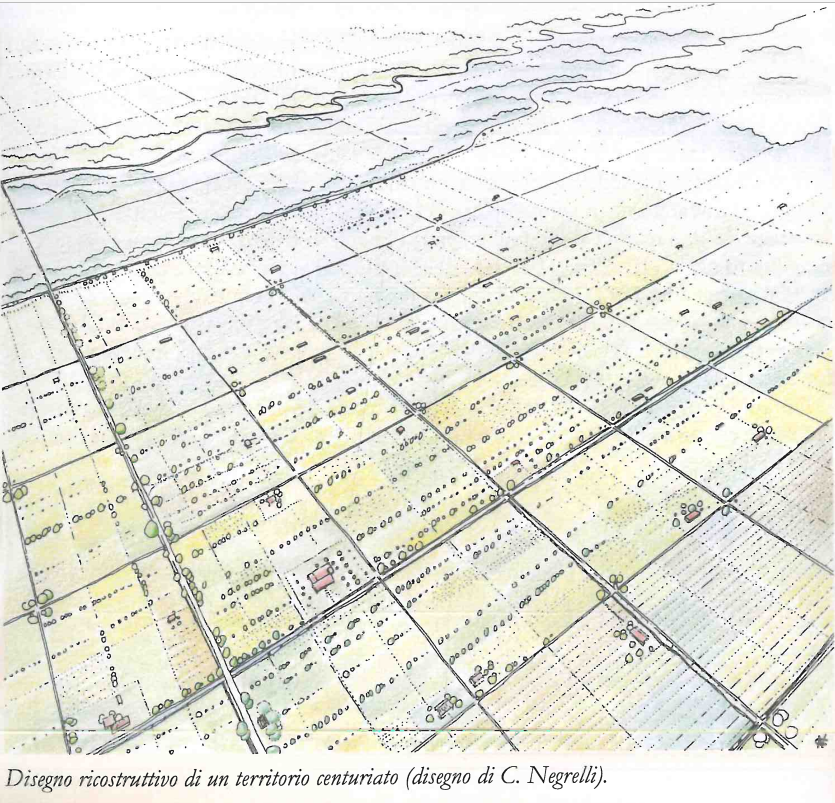 Disegno ricostruttivo di un territorio centuriato (disegno di C. Negrelli).